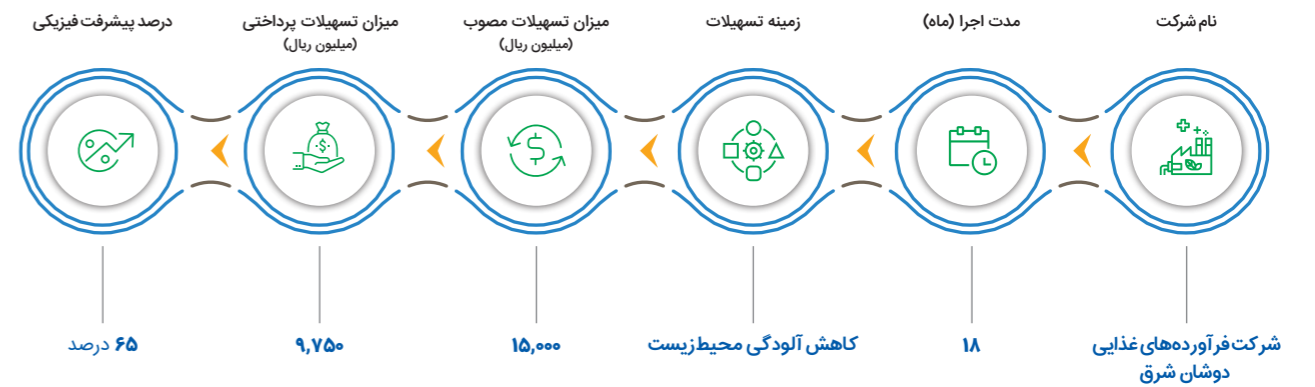 نام شرکت
مدت اجرا (ماه)
زمینه تسهیلات
میزان تسهیلات مصوب
(میلیون ریال)
میزان تسهیلات پرداختی
(میلیون ریال)
درصد پیشرفت فیزیکی
$
$
شرکت فرآورده‌های غذایی
دوشان شرق
۱۸
کاهش آلودگی محیط‌زیست
۱۵,۰۰۰
۹,۷۵۰
۶۵ درصد